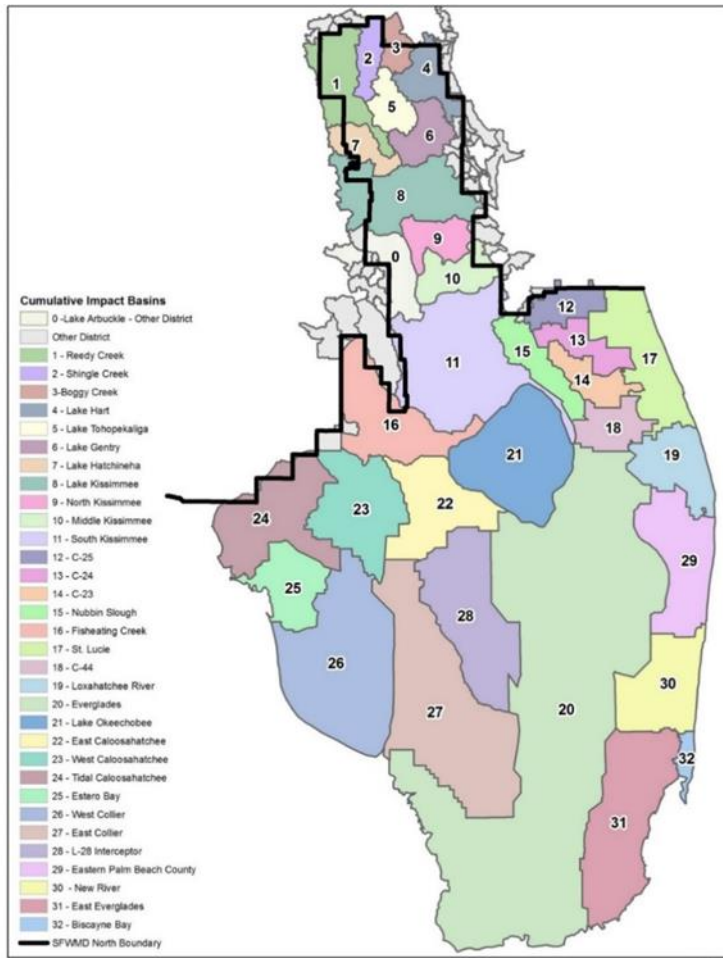 1
2
3
4
5
6
7
8
9
0
10
11
12
13
14
15
16
17
18
19
20
21
22
23
24
25
26
27
28
29
30
31
32
Cumulative Impact Basins
0 -Lake Arbuckle - Other District
Other District
1 - Reedy Creek
2 - Shingle Creek
3-Boggy Creek
4 - Lake Hart
5 - Lake Tohopekaliga
6 - Lake Gentry
7 - Lake Hatchineha
8 - Lake Kissimmee
9 - North Kissimmee
10 - Middle Kissimmee
11 - South Kissimmee
12 - C-25
13 - C-24
14 - C-23
15 - Nubbin Slough
16 - Fisheating Creek
17 - St. Lucie
18 - C-44
19 - Loxahatchee River
20 - Everglades
21 - Lake Okeechobee
22 - East Caloosahatchee
23 - West Caloosahatchee
24 - Tidal Caloosahatchee
25 - Estero Bay
26 - West Collier
27 - East Collier
28 - L-28 Interceptor
29 - Eastern Palm Beach County
30 - New River
31 - East Everglades
32 - Biscayne Bay
SFWMD North Boundary